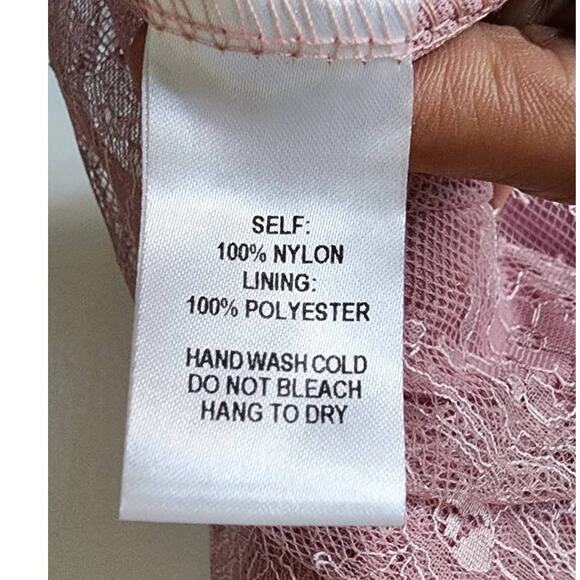 SELF:
100% NYLON
LINING:
100% POLYESTER
HAND WASH COLD
DO NOT BLEACH
HANG TO DRY